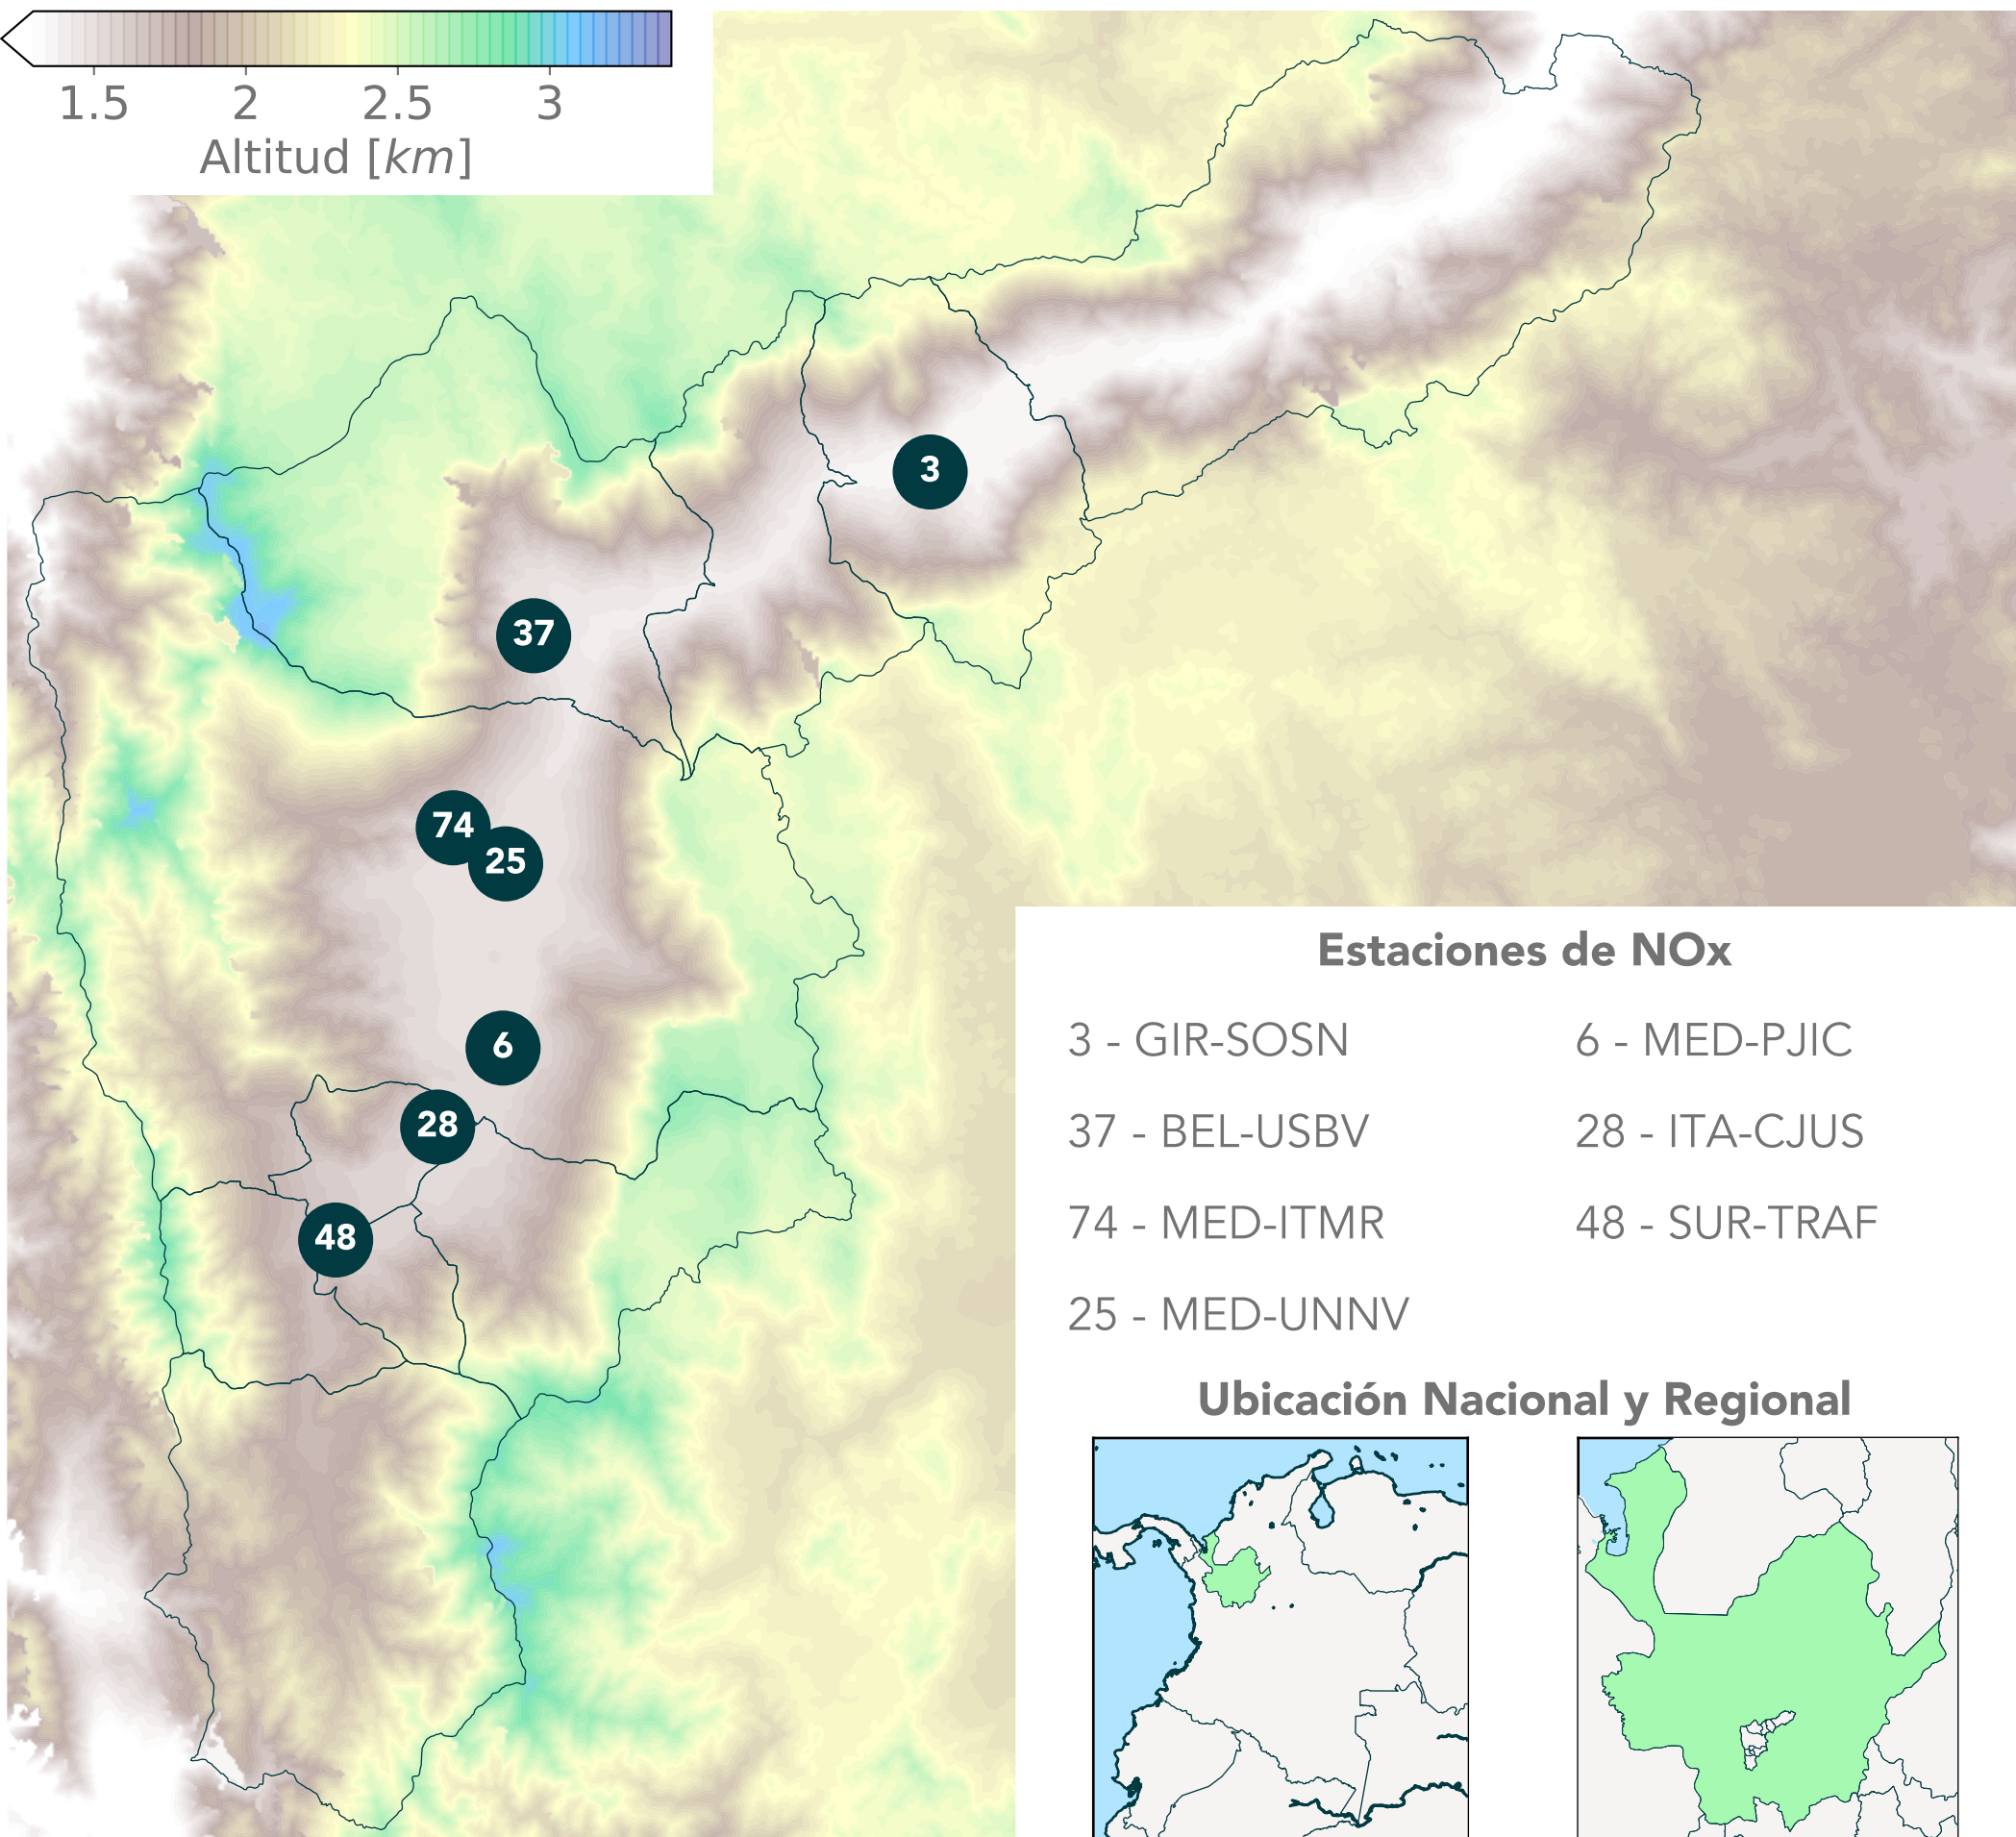 1.5 2 2.5 3
Altitud [km]
3
37
74
25
6
28
48
Estaciones de NOx
3 - GIR-SOSN
6 - MED-PJIC
37 - BEL-USBV
28 - ITA-CJUS
74 - MED-ITMR
48 - SUR-TRAF
25 - MED-UNNV
Ubicación Nacional y Regional